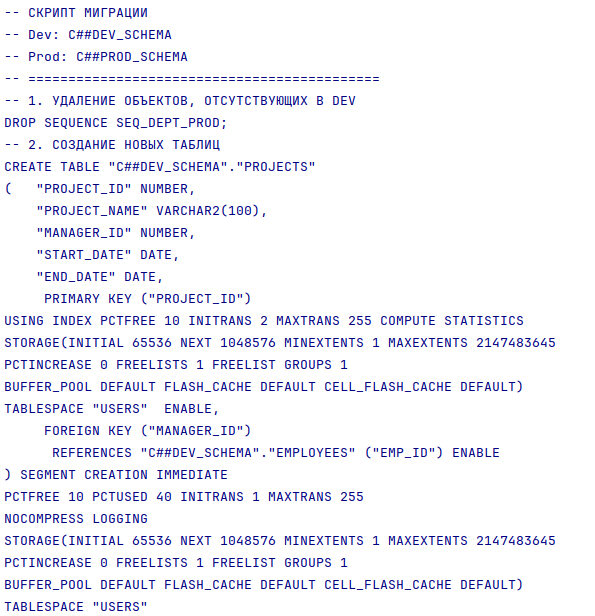 -- СКРИПТ МИГРАЦИИ
-- Dev: C##DEV_SCHEMA
-- Prod: C##PROD_SCHEMA
-- ============================================
-- 1. УДАЛЕНИЕ ОБЪЕКТОВ, ОТСУТСТВУЮЩИХ В DEV
DROP SEQUENCE SEQ_DEPT_PROD;
-- 2. СОЗДАНИЕ НОВЫХ ТАБЛИЦ
CREATE TABLE "C##DEV_SCHEMA"."PROJECTS"
(   "PROJECT_ID" NUMBER,
    "PROJECT_NAME" VARCHAR2(100),
    "MANAGER_ID" NUMBER,
    "START_DATE" DATE,
    "END_DATE" DATE,
     PRIMARY KEY ("PROJECT_ID")
USING INDEX PCTFREE 10 INITRANS 2 MAXTRANS 255 COMPUTE STATISTICS
STORAGE(INITIAL 65536 NEXT 1048576 MINEXTENTS 1 MAXEXTENTS 2147483645
PCTINCREASE 0 FREELISTS 1 FREELIST GROUPS 1
BUFFER_POOL DEFAULT FLASH_CACHE DEFAULT CELL_FLASH_CACHE DEFAULT)
TABLESPACE "USERS"  ENABLE,
     FOREIGN KEY ("MANAGER_ID")
      REFERENCES "C##DEV_SCHEMA"."EMPLOYEES" ("EMP_ID") ENABLE
) SEGMENT CREATION IMMEDIATE
PCTFREE 10 PCTUSED 40 INITRANS 1 MAXTRANS 255
NOCOMPRESS LOGGING
STORAGE(INITIAL 65536 NEXT 1048576 MINEXTENTS 1 MAXEXTENTS 2147483645
PCTINCREASE 0 FREELISTS 1 FREELIST GROUPS 1
BUFFER_POOL DEFAULT FLASH_CACHE DEFAULT CELL_FLASH_CACHE DEFAULT)
TABLESPACE "USERS"